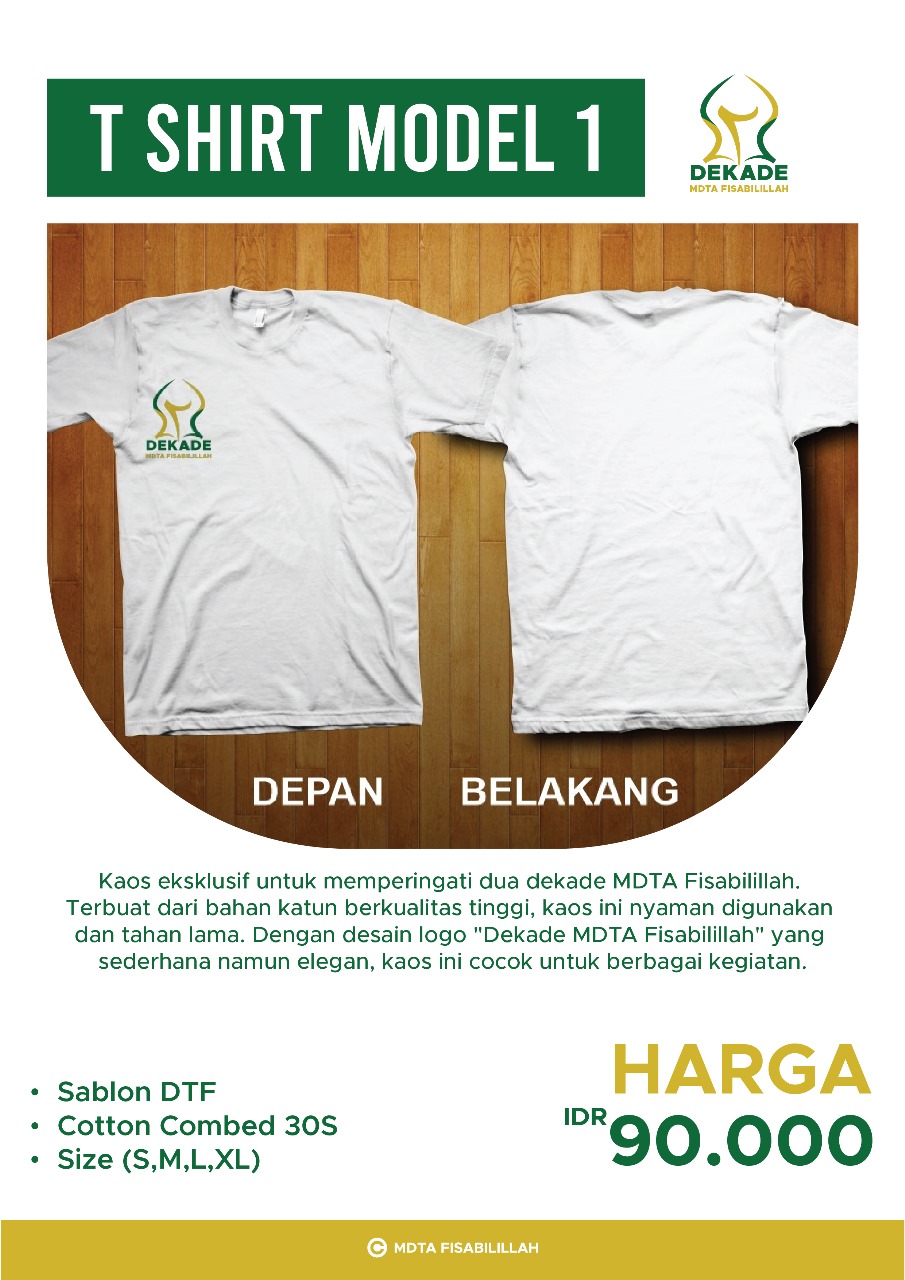 T SHIRT MODEL 1
DEKADE
MDTA FISABILILLAH
DEKADE
MDTA FISABILILLAH
DEPAN
BELAKANG
Kaos eksklusif untuk memperingati dua dekade MDTA Fisabilillah.
Terbuat dari bahan katun berkualitas tinggi, kaos ini nyaman digunakan
dan tahan lama. Dengan desain logo "Dekade MDTA Fisabilillah" yang
sederhana namun elegan, kaos ini cocok untuk berbagai kegiatan.
• Sablon DTF
• Cotton Combed 30S
• Size (S,M,L,XL)
HARGA
IDR 90.000
© MDTA FISABILILLAH